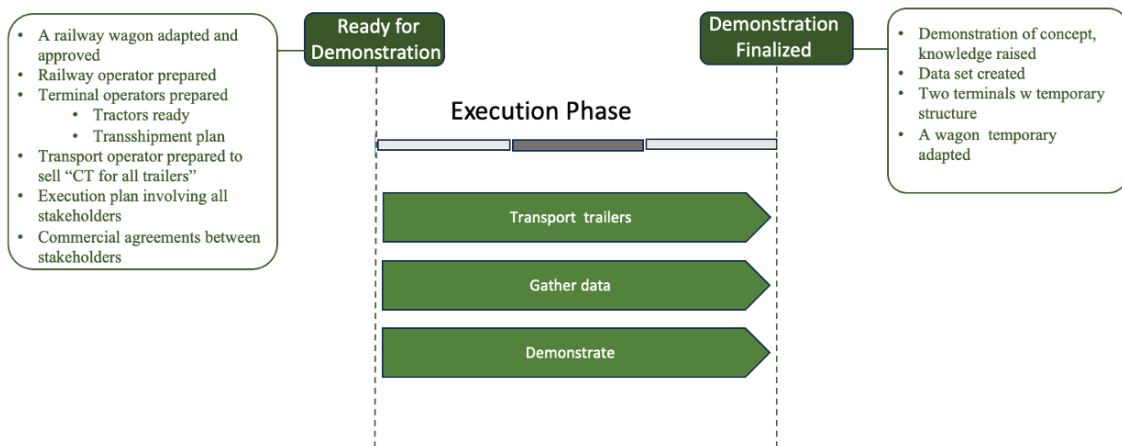 • A railway wagon adapted and
approved
• Railway operator prepared
• Terminal operators prepared
• Tractors ready
• Transshipment plan
• Transport operator prepared to
sell “CT for all trailers”
• Execution plan involving all
stakeholders
• Commercial agreements between
stakeholders
Ready for
Demonstration
Demonstration
Finalized
• Demonstration of concept,
knowledge raised
• Data set created
• Two terminals w temporary
structure
• A wagon temporary
adapted
Execution Phase
Transport trailers
Gather data
Demonstrate